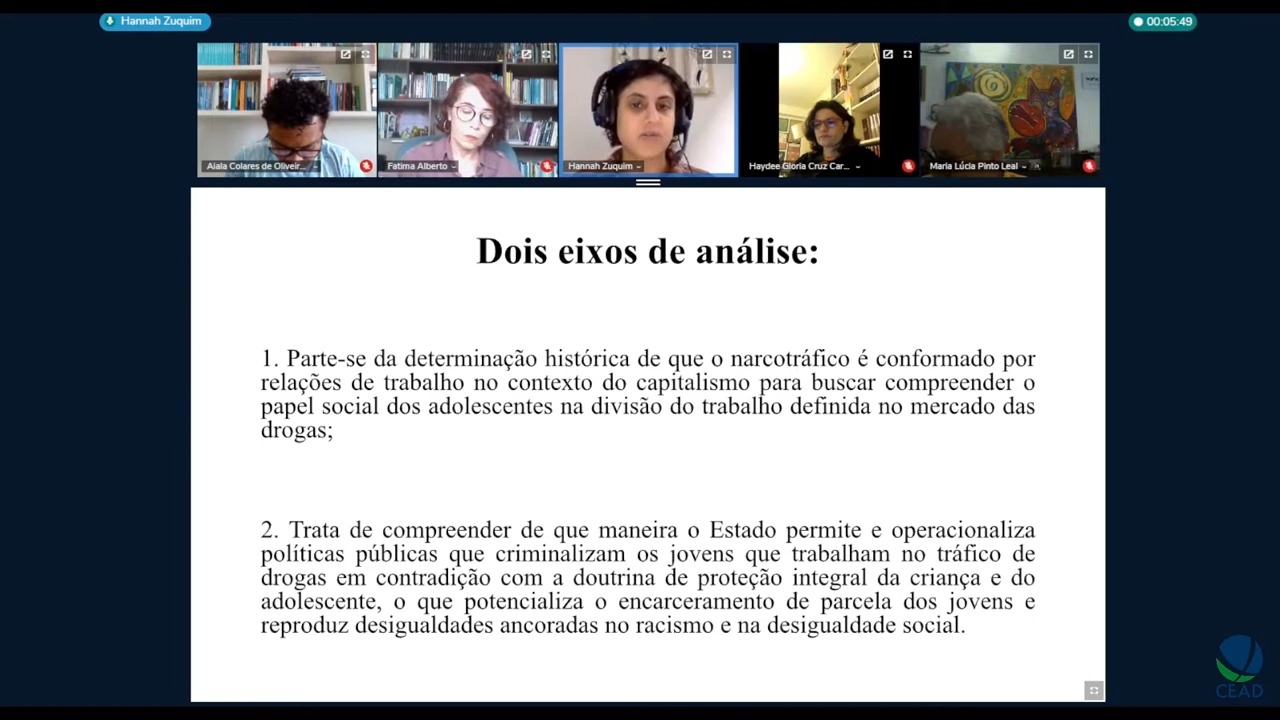 Hannah Zuquim
00:05:49
Aiala Colares de Oliveir...
Fatima Alberto
Hannah Zuquim
Haydee Glória Cruz Car...
Maria Lúcia Pinto Leal
Dois eixos de análise:
1. Parte-se da determinação histórica de que o narcotráfico é conformado por
relações de trabalho no contexto do capitalismo para buscar compreender o
papel social dos adolescentes na divisão do trabalho definida no mercado das
drogas;
2. Trata de compreender de que maneira o Estado permite e operacionaliza
políticas públicas que criminalizam os jovens que trabalham no tráfico de
drogas em contradição com a doutrina de proteção integral da criança e do
adolescente, o que potencializa o encarceramento de parcela dos jovens e
reproduz desigualdades ancoradas no racismo e na desigualdade social.
CEAD